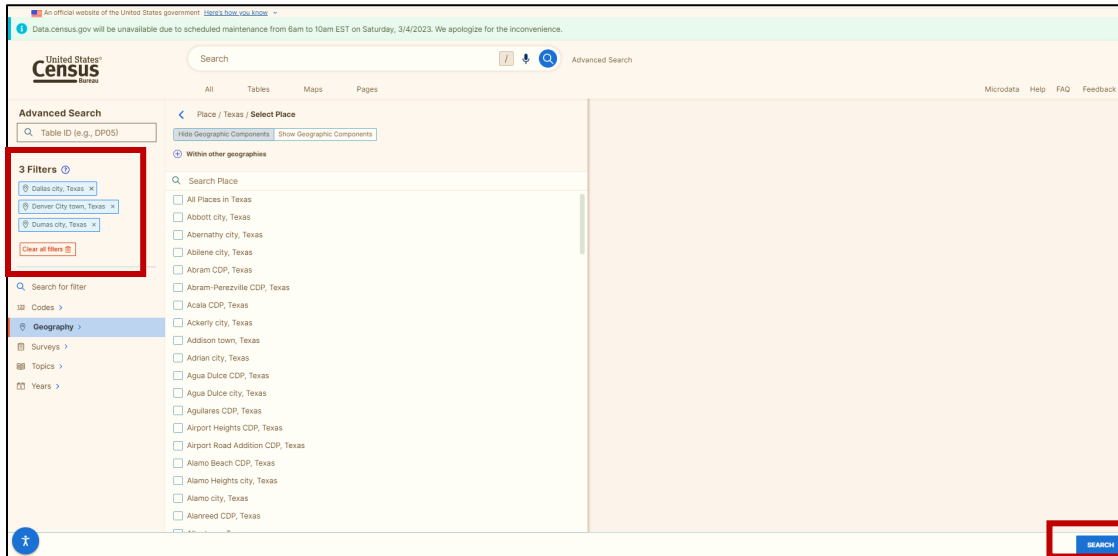 An official website of the United States government Here's how you know
Data.census.gov will be unavailable due to scheduled maintenance from 6am to 10am EST on Saturday, 3/4/2023. We apologize for the inconvenience.
United States®
Census
Bureau
Search
/
Advanced Search
All Tables Maps Pages
Microdata Help FAQ Feedback
Advanced Search
Table ID (e.g., DP05)
3 Filters
Dallas city, Texas ×
Denver City town, Texas ×
Dumas city, Texas ×
Clear all filters
Search for filter
Codes >
Geography >
Surveys >
Topics >
Years >
Place / Texas / Select Place
Hide Geographic Components Show Geographic Components
Within other geographies
Search Place
All Places in Texas
Abbott city, Texas
Abernathy city, Texas
Abilene city, Texas
Abram CDP, Texas
Abram-Perezville CDP, Texas
Acala CDP, Texas
Ackerly city, Texas
Addison town, Texas
Adrian city, Texas
Agua Dulce CDP, Texas
Agua Dulce city, Texas
Aguilares CDP, Texas
Airport Heights CDP, Texas
Airport Road Addition CDP, Texas
Alamo Beach CDP, Texas
Alamo Heights city, Texas
Alamo city, Texas
Alanreed CDP, Texas
SEARCH